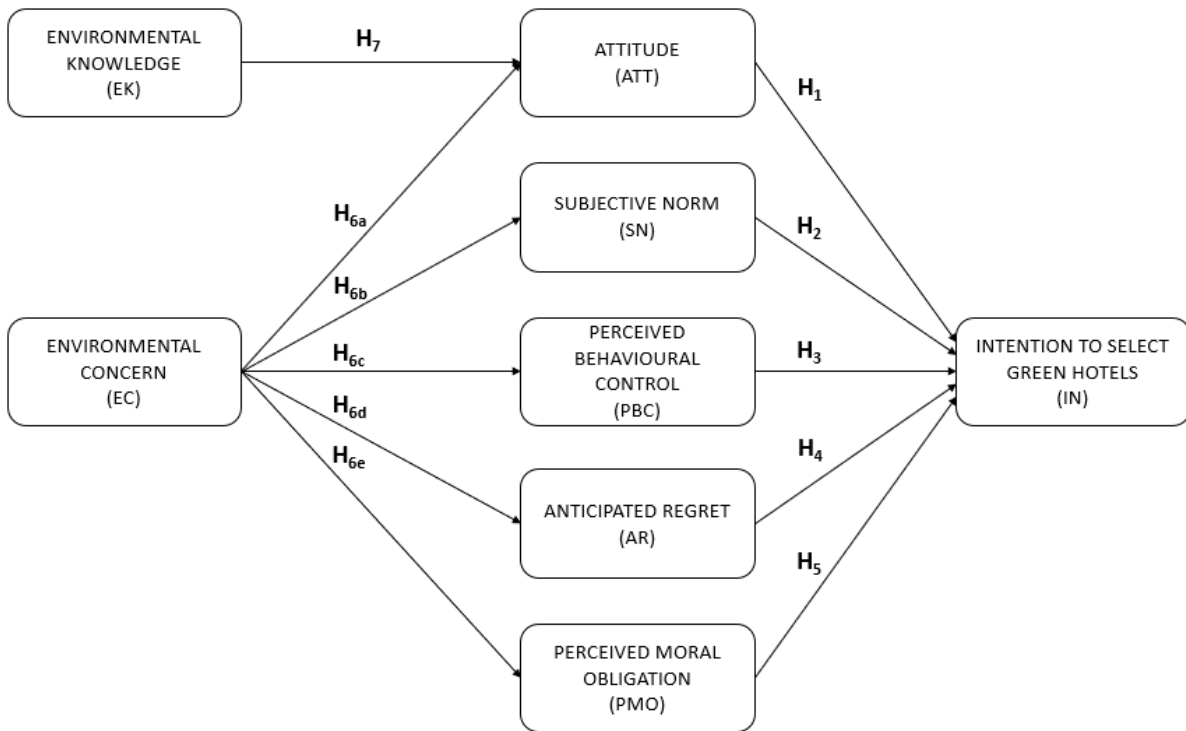 ENVIRONMENTAL
KNOWLEDGE
(EK)
H₇
ATTITUDE
(ATT)
H₁
H₆ₐ
SUBJECTIVE NORM
(SN)
H₂
H₆b
ENVIRONMENTAL
CONCERN
(EC)
H₆c
PERCEIVED
BEHAVIOURAL
CONTROL
(PBC)
H₃
INTENTION TO SELECT
GREEN HOTELS
(IN)
H₆d
H₆ₑ
ANTICIPATED REGRET
(AR)
H₄
H₅
PERCEIVED MORAL
OBLIGATION
(PMO)